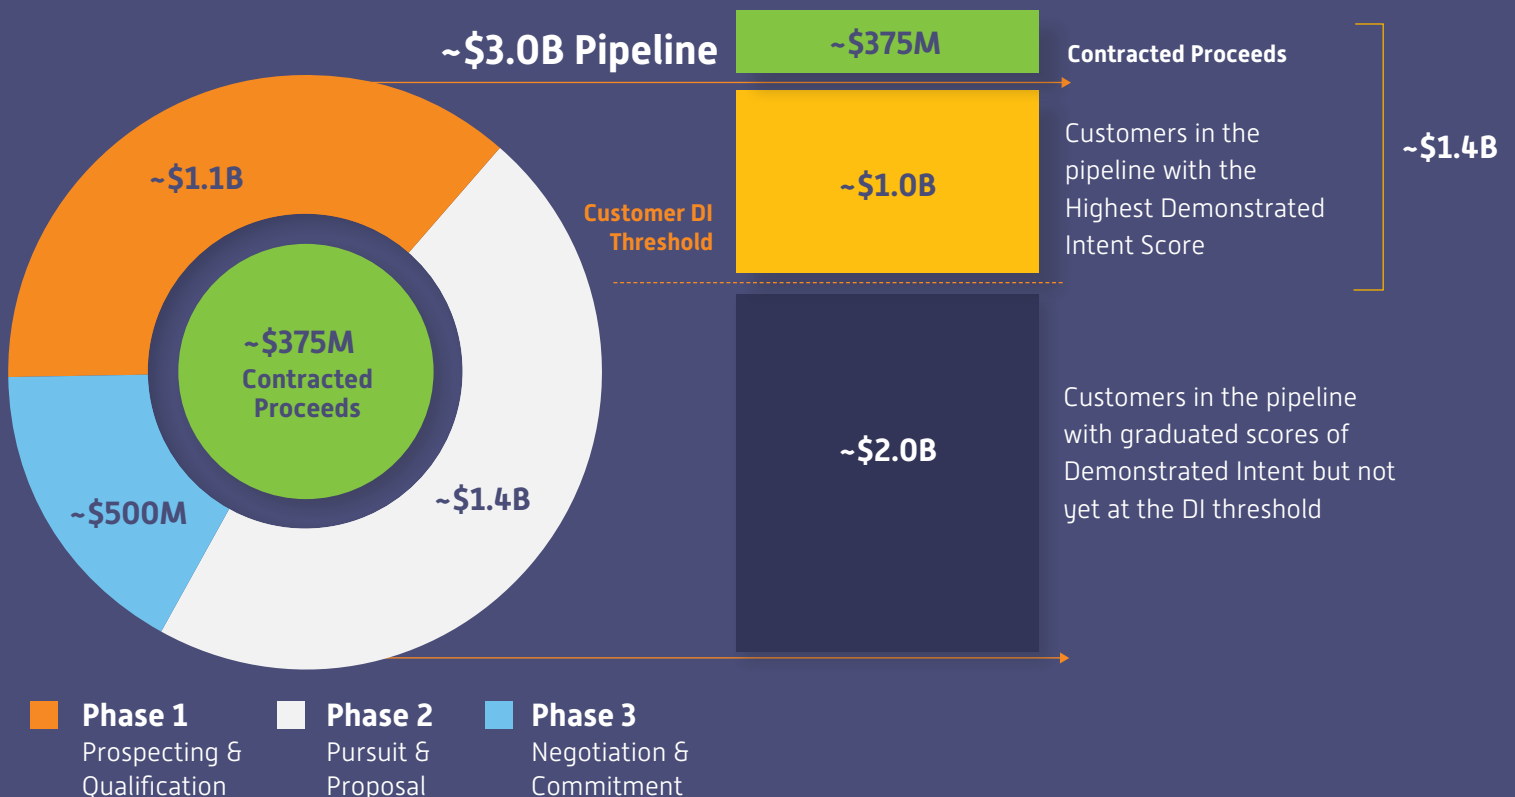 ~$3.0B Pipeline
~$1.1B
~$375M
Contracted
Proceeds
~$500M
~$1.4B
~$375M
Contracted Proceeds
Customer DI
Threshold
~$1.0B
Customers in the
pipeline with the
Highest Demonstrated
Intent Score
~$1.4B
~$2.0B
Customers in the pipeline
with graduated scores of
Demonstrated Intent but not
yet at the DI threshold
Phase 1
Prospecting &
Qualification
Phase 2
Pursuit &
Proposal
Phase 3
Negotiation &
Commitment